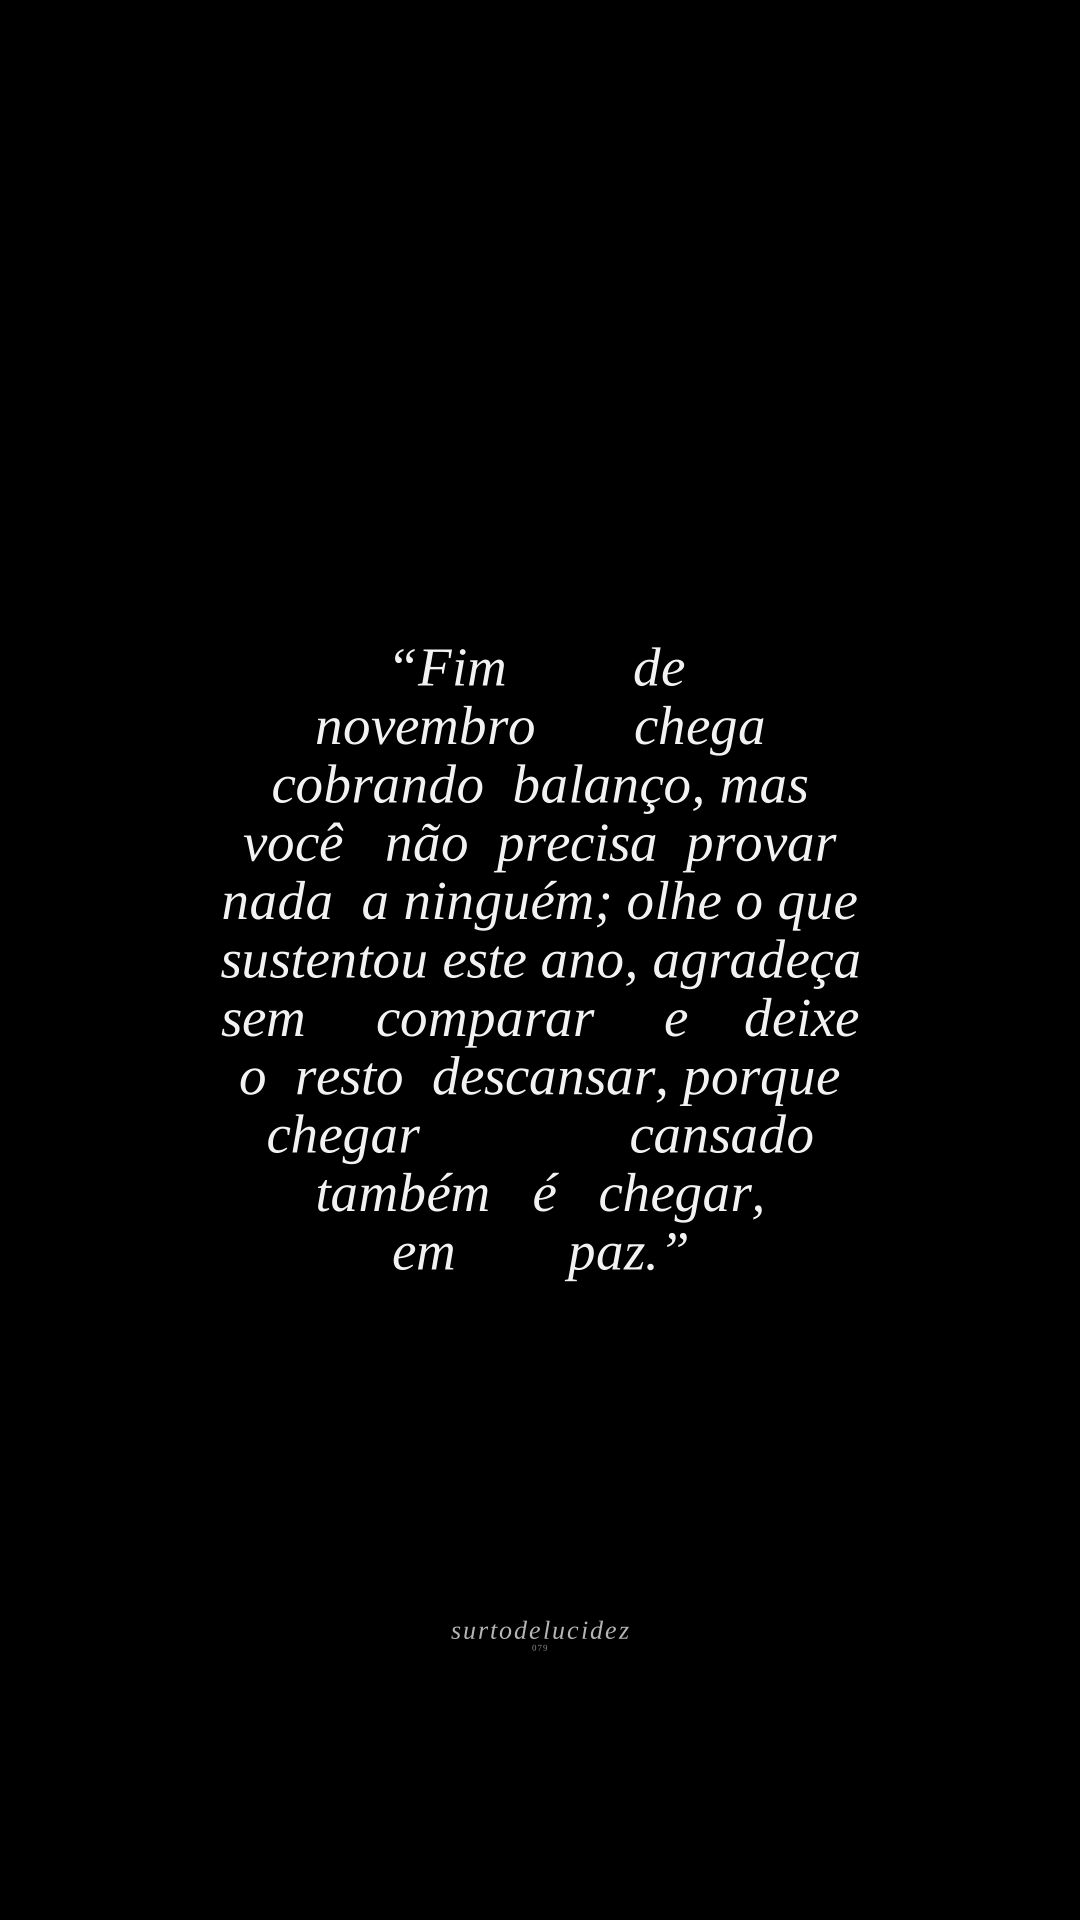 “Fim de
novembro chega
cobrando balanço, mas
você não precisa provar
nada a ninguém; olhe o que
sustentou este ano, agradeça
sem comparar e deixe
o resto descansar, porque
chegar cansado
também é chegar,
em paz.”
surtodelucidez
079